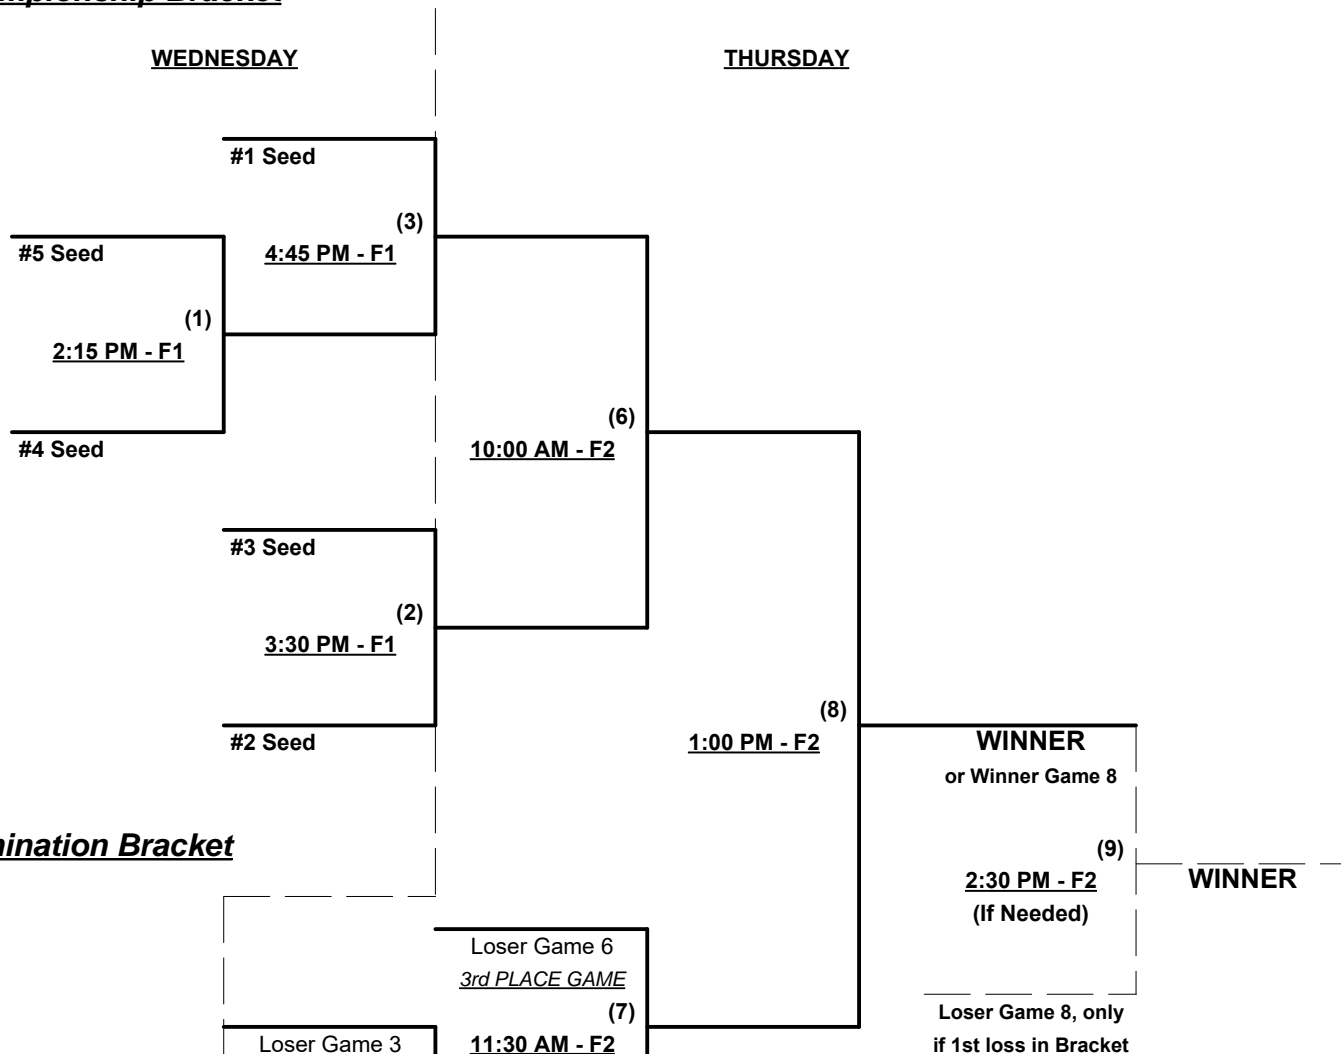 Bracket
WEDNESDAY
THURSDAY
#1 Seed
(3)
4:45 PM - F1
#5 Seed
(1)
2:15 PM - F1
#4 Seed
(6)
10:00 AM - F2
#3 Seed
(2)
3:30 PM - F1
#2 Seed
(8)
1:00 PM - F2
WINNER
or Winner Game 8
(9)
2:30 PM - F2
(If Needed)
WINNER
Bracket
Loser Game 6
3rd PLACE GAME
(7)
11:30 AM - F2
Loser Game 3
Loser Game 8, only
if 1st loss in Bracket